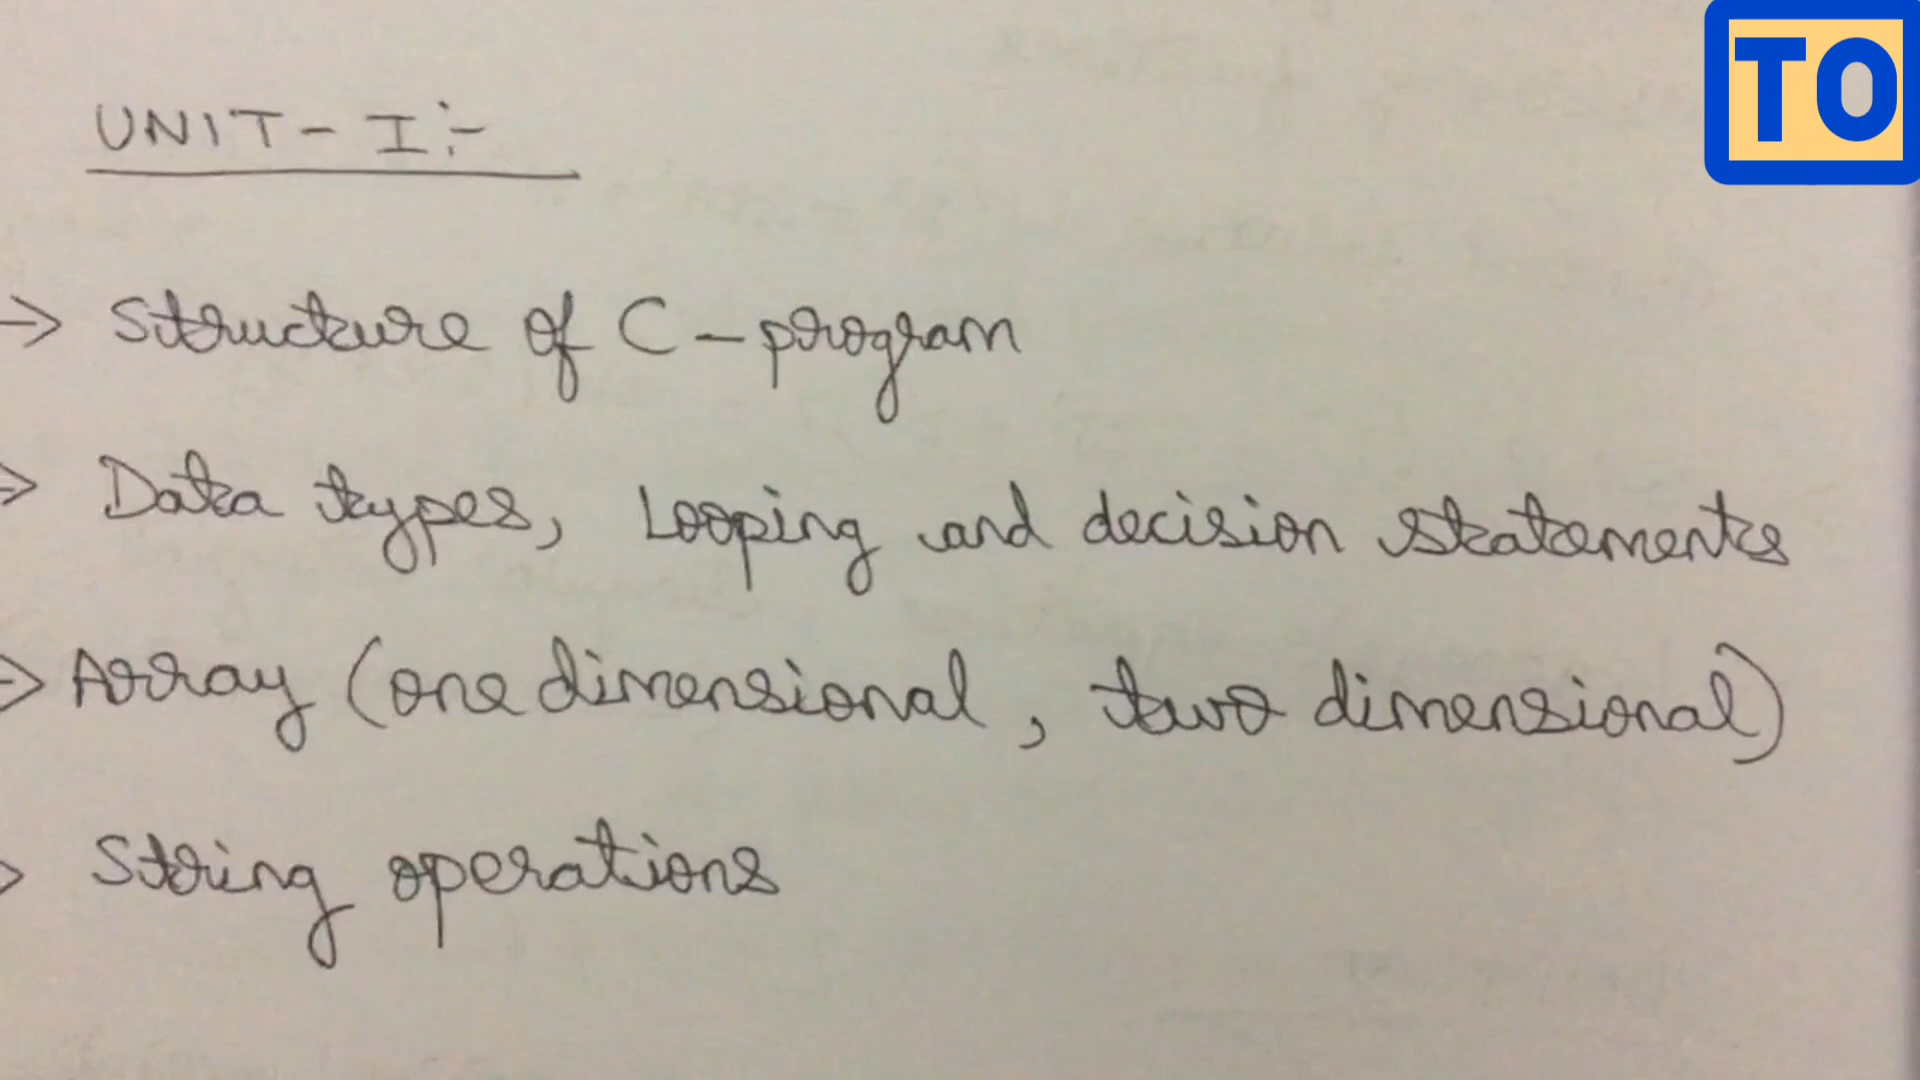 TO
UNIT - I :-
→ Structure of C - program
→ Data types, Looping and decision statements
→ Array (one dimensional, two dimensional)
→ String operations